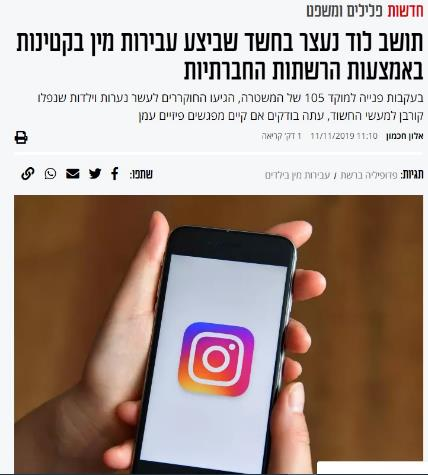 חדשות פלילים ומשפט
תושב לוד נעצר בחשד שביצע עבירות מין בקטינות
באמצעות הרשתות החברתיות
בעקבות פנייה למוקד 105 של המשטרה, הגיעו החוקרים לעשר נערות וילדות שנפלו
קורבן למעשי החשוד, עתה בודקים אם קיים מפגשים פיזיים עמן
אלון חכמון 11:10 11/11/2019 1 דק' קריאה
תגיות: פדופיליה ברשת / עבירות מין בילדים שתפו: